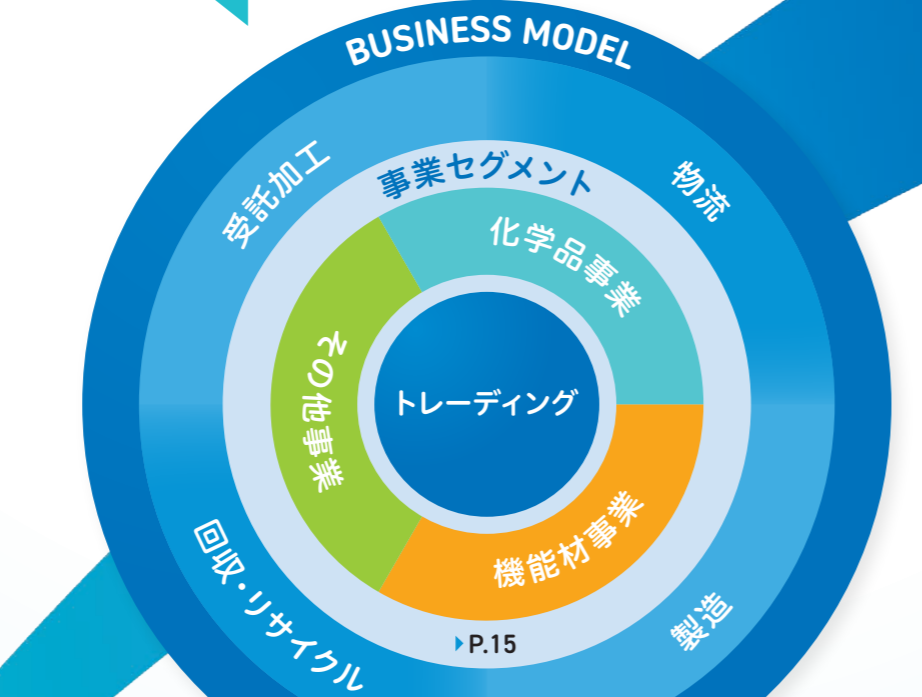 BUSINESS MODEL
受託加工
物流
事業セグメント
化学品事業
その他事業
トレーディング
機能材事業
回収・リサイクル
製造
P.15